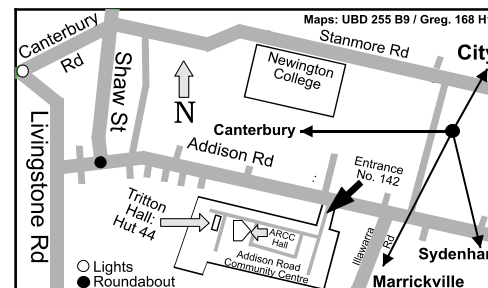 Maps: UBD 255 B9 / Greg. 168 H
Canterbury
Rd
Stanmore Rd
City
Newington
College
Shaw St
N
Canterbury
Livingstone Rd
Addison Rd
Entrance
No. 142
Tritton
Hall:
Hut 44
ARCC
Hall
Addison Road
Community Centre
Illawarra
Rd
Sydenha
Marrickville
Lights
Roundabout